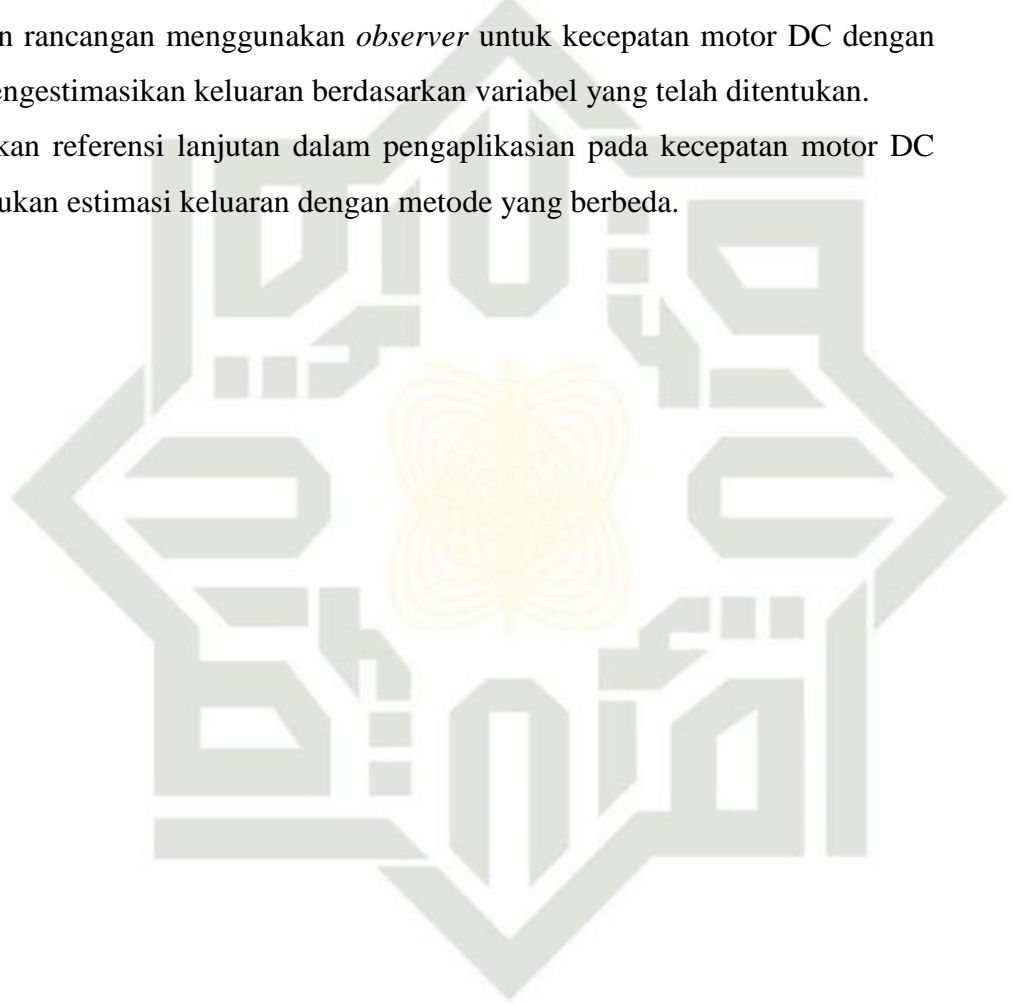 n rancangan menggunakan observer untuk kecepatan motor DC dengan
engestimasikan keluaran berdasarkan variabel yang telah ditentukan.
kan referensi lanjutan dalam pengaplikasian pada kecepatan motor DC
ukan estimasi keluaran dengan metode yang berbeda.